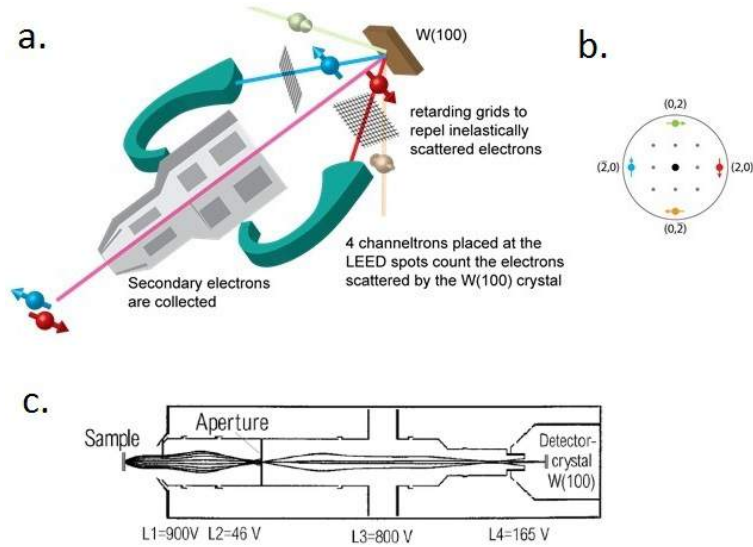 a.
W(100)
retarding grids to
repel inelastically
scattered electrons
4 channeltrons placed at the
LEED spots count the electrons
scattered by the W(100) crystal
Secondary electrons
are collected
b.
(0,2)
(2,0)
(2,0)
(0,2)
c.
Sample
Aperture
Detector-
crystal
W(100)
L1=900V L2=46 V L3=800 V L4=165 V